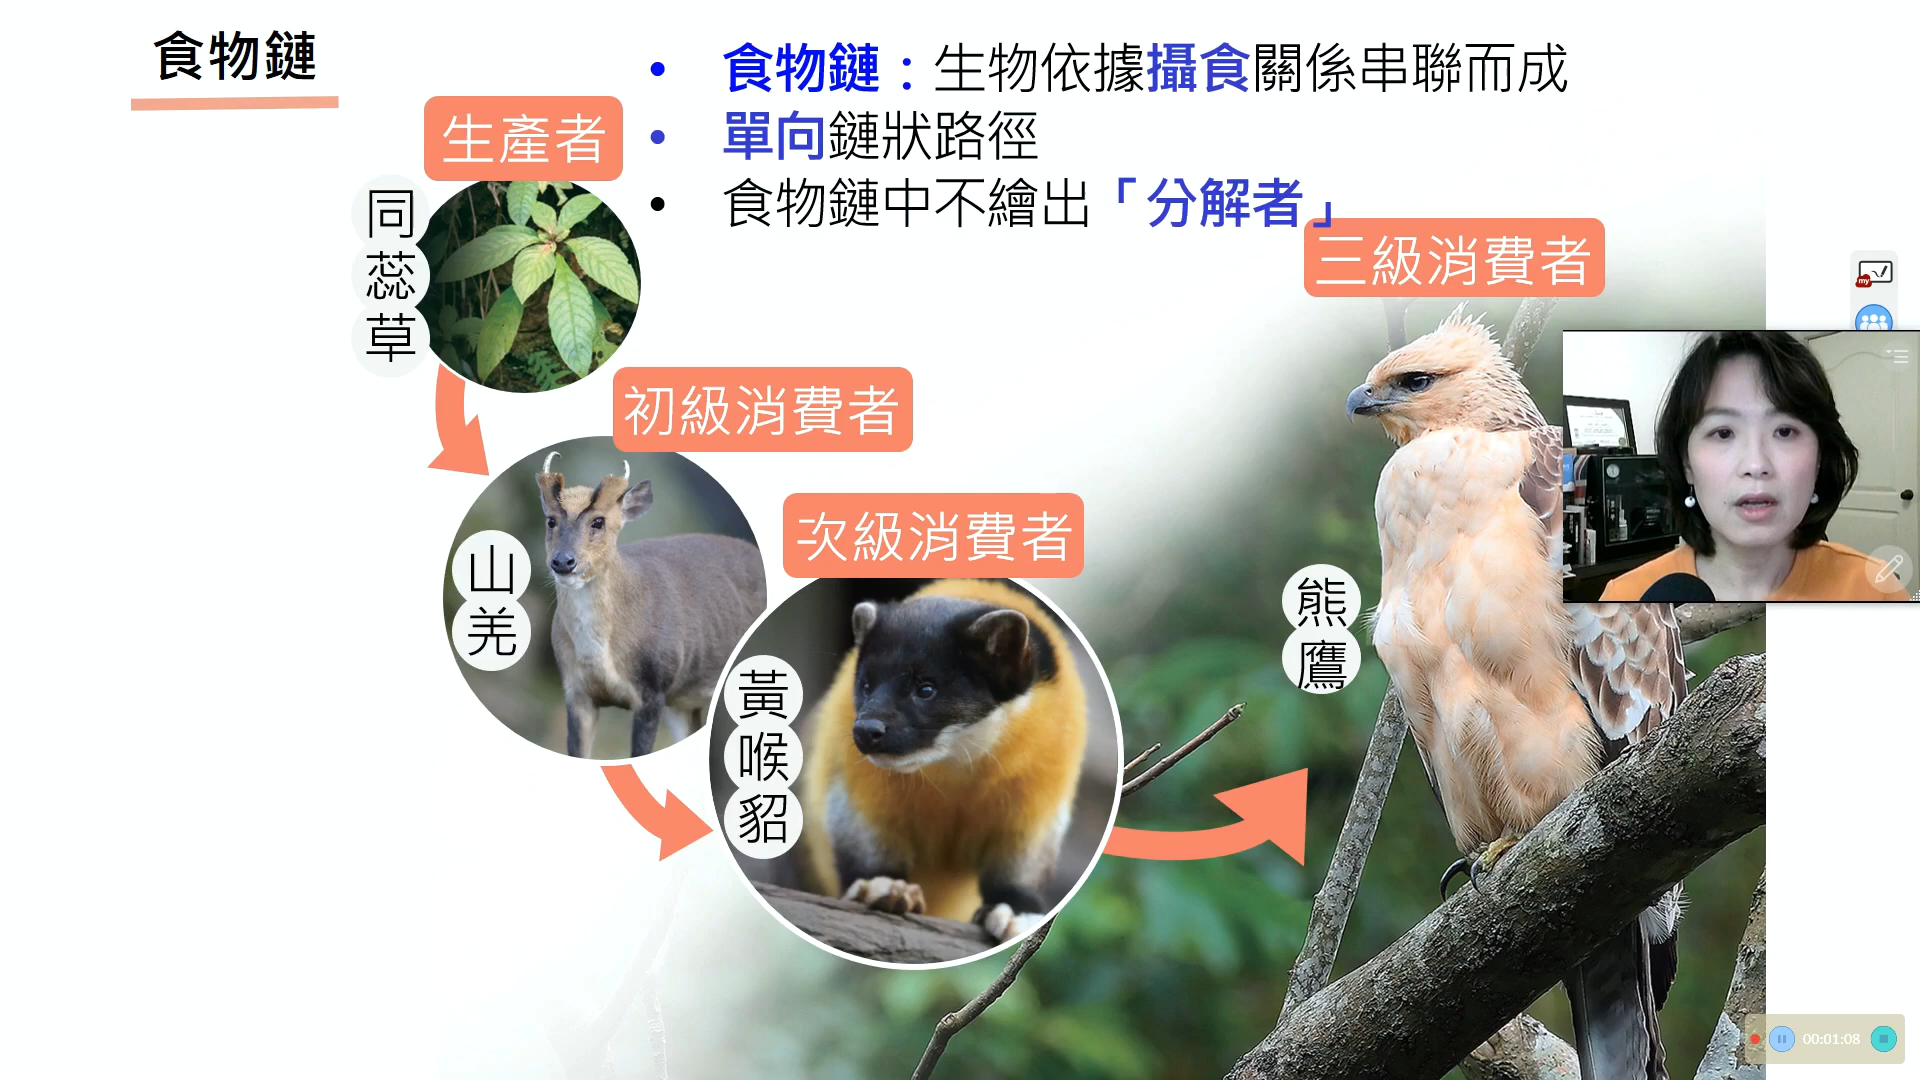 食物鏈
• 食物鏈：生物依據攝食關係串聯而成
• 單向鏈狀路徑
• 食物鏈中不繪出「分解者」
生產者
同蕊草
初級消費者
山羌
次級消費者
黃喉貂
三級消費者
熊鷹
my
00:01:08